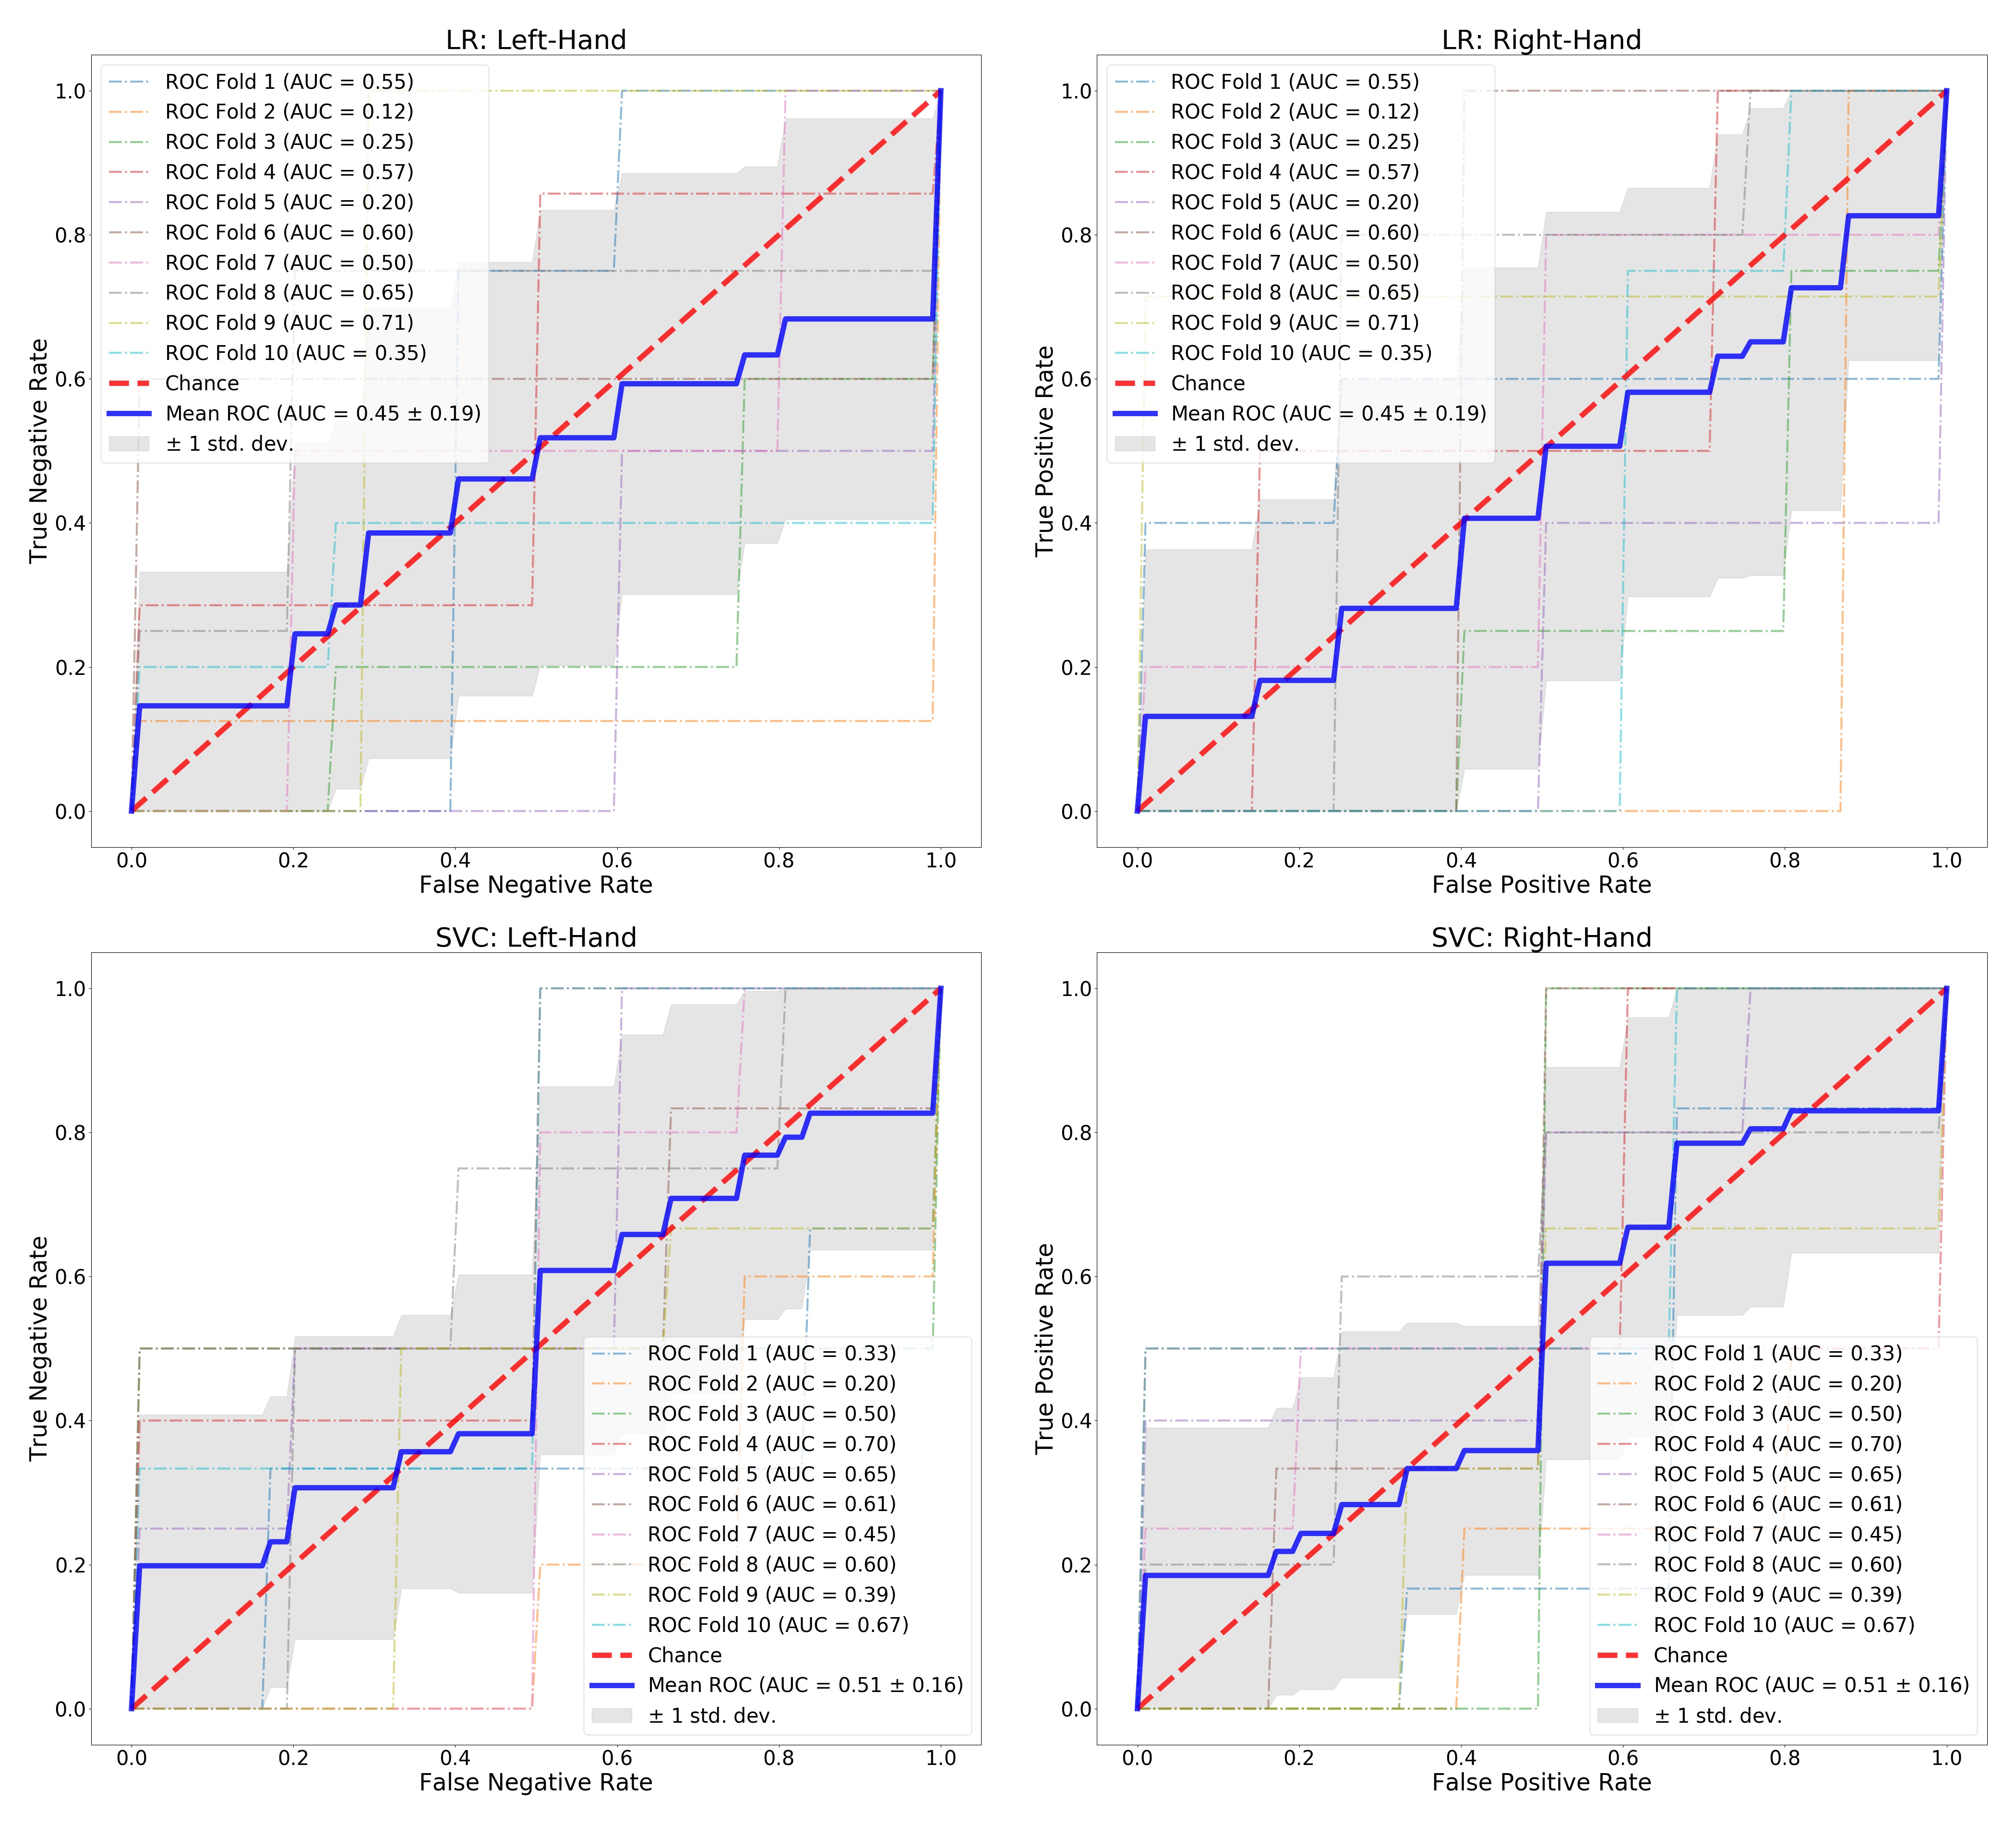 LR: Left-Hand
True Negative Rate
1.0
0.8
0.6
0.4
0.2
0.0
ROC Fold 1 (AUC = 0.55)
ROC Fold 2 (AUC = 0.12)
ROC Fold 3 (AUC = 0.25)
ROC Fold 4 (AUC = 0.57)
ROC Fold 5 (AUC = 0.20)
ROC Fold 6 (AUC = 0.60)
ROC Fold 7 (AUC = 0.50)
ROC Fold 8 (AUC = 0.65)
ROC Fold 9 (AUC = 0.71)
ROC Fold 10 (AUC = 0.35)
Chance
Mean ROC (AUC = 0.45 ± 0.19)
± 1 std. dev.
0.0 0.2 0.4 0.6 0.8 1.0
False Negative Rate
LR: Right-Hand
True Positive Rate
1.0
0.8
0.6
0.4
0.2
0.0
ROC Fold 1 (AUC = 0.55)
ROC Fold 2 (AUC = 0.12)
ROC Fold 3 (AUC = 0.25)
ROC Fold 4 (AUC = 0.57)
ROC Fold 5 (AUC = 0.20)
ROC Fold 6 (AUC = 0.60)
ROC Fold 7 (AUC = 0.50)
ROC Fold 8 (AUC = 0.65)
ROC Fold 9 (AUC = 0.71)
ROC Fold 10 (AUC = 0.35)
Chance
Mean ROC (AUC = 0.45 ± 0.19)
± 1 std. dev.
0.0 0.2 0.4 0.6 0.8 1.0
False Positive Rate
SVC: Left-Hand
True Negative Rate
1.0
0.8
0.6
0.4
0.2
0.0
ROC Fold 1 (AUC = 0.33)
ROC Fold 2 (AUC = 0.20)
ROC Fold 3 (AUC = 0.50)
ROC Fold 4 (AUC = 0.70)
ROC Fold 5 (AUC = 0.65)
ROC Fold 6 (AUC = 0.61)
ROC Fold 7 (AUC = 0.45)
ROC Fold 8 (AUC = 0.60)
ROC Fold 9 (AUC = 0.39)
ROC Fold 10 (AUC = 0.67)
Chance
Mean ROC (AUC = 0.51 ± 0.16)
± 1 std. dev.
0.0 0.2 0.4 0.6 0.8 1.0
False Negative Rate
SVC: Right-Hand
True Positive Rate
1.0
0.8
0.6
0.4
0.2
0.0
ROC Fold 1 (AUC = 0.33)
ROC Fold 2 (AUC = 0.20)
ROC Fold 3 (AUC = 0.50)
ROC Fold 4 (AUC = 0.70)
ROC Fold 5 (AUC = 0.65)
ROC Fold 6 (AUC = 0.61)
ROC Fold 7 (AUC = 0.45)
ROC Fold 8 (AUC = 0.60)
ROC Fold 9 (AUC = 0.39)
ROC Fold 10 (AUC = 0.67)
Chance
Mean ROC (AUC = 0.51 ± 0.16)
± 1 std. dev.
0.0 0.2 0.4 0.6 0.8 1.0
False Positive Rate